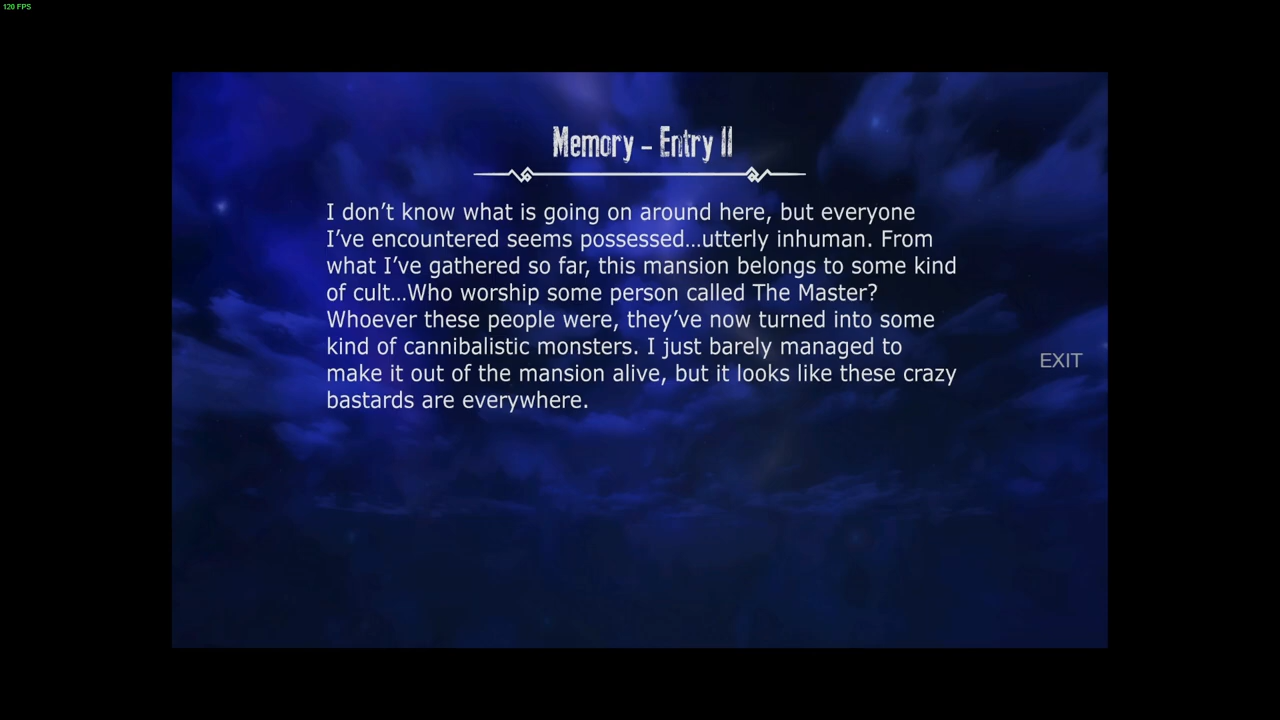 120 FPS
Memory – Entry II
I don’t know what is going on around here, but everyone
I’ve encountered seems possessed…utterly inhuman. From
what I’ve gathered so far, this mansion belongs to some kind
of cult…Who worship some person called The Master?
Whoever these people were, they’ve now turned into some
kind of cannibalistic monsters. I just barely managed to
make it out of the mansion alive, but it looks like these crazy
bastards are everywhere.
EXIT